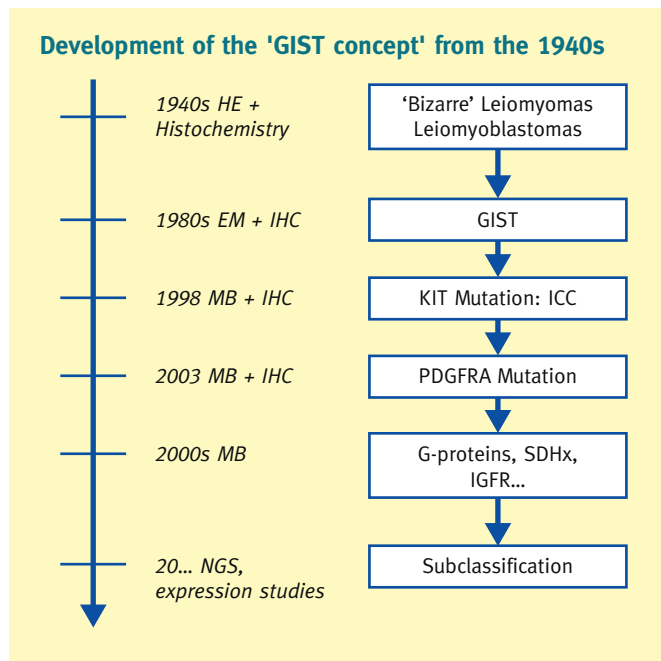 Development of the 'GIST concept' from the 1940s
1940s HE +
Histochemistry
‘Bizarre’ Leiomyomas
Leiomyoblastomas
1980s EM + IHC
GIST
1998 MB + IHC
KIT Mutation: ICC
2003 MB + IHC
PDGFRA Mutation
2000s MB
G-proteins, SDHx,
IGFR...
20... NGS,
expression studies
Subclassification